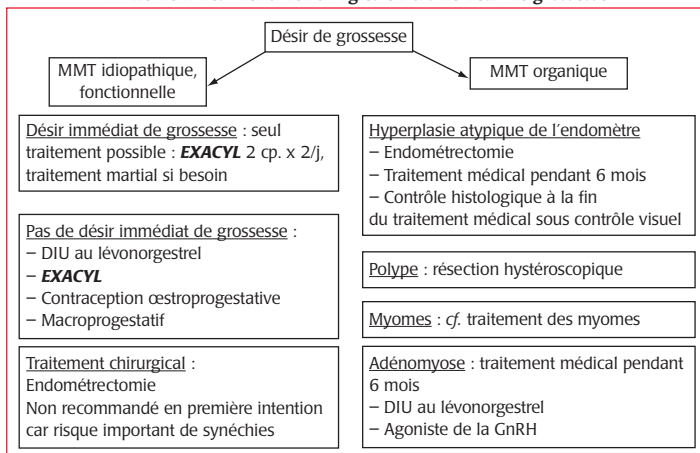 Désir de grossesse
MMT idiopathique,
fonctionnelle
MMT organique
Désir immédiat de grossesse : seul
traitement possible : EXACYL 2 cp. x 2/j,
traitement martial si besoin
Pas de désir immédiat de grossesse :
– DIU au lévonorgestrel
– EXACYL
– Contraception œstroprogestative
– Macroprogestatif
Traitement chirurgical :
Endométrectomie
Non recommandé en première intention
car risque important de synéchies
Hyperplasie atypique de l’endomètre
– Endométrectomie
– Traitement médical pendant 6 mois
– Contrôle histologique à la fin
du traitement médical sous contrôle visuel
Polype : résection hystéroscopique
Myomes : cf. traitement des myomes
Adénomyose : traitement médical pendant
6 mois
– DIU au lévonorgestrel
– Agoniste de la GnRH